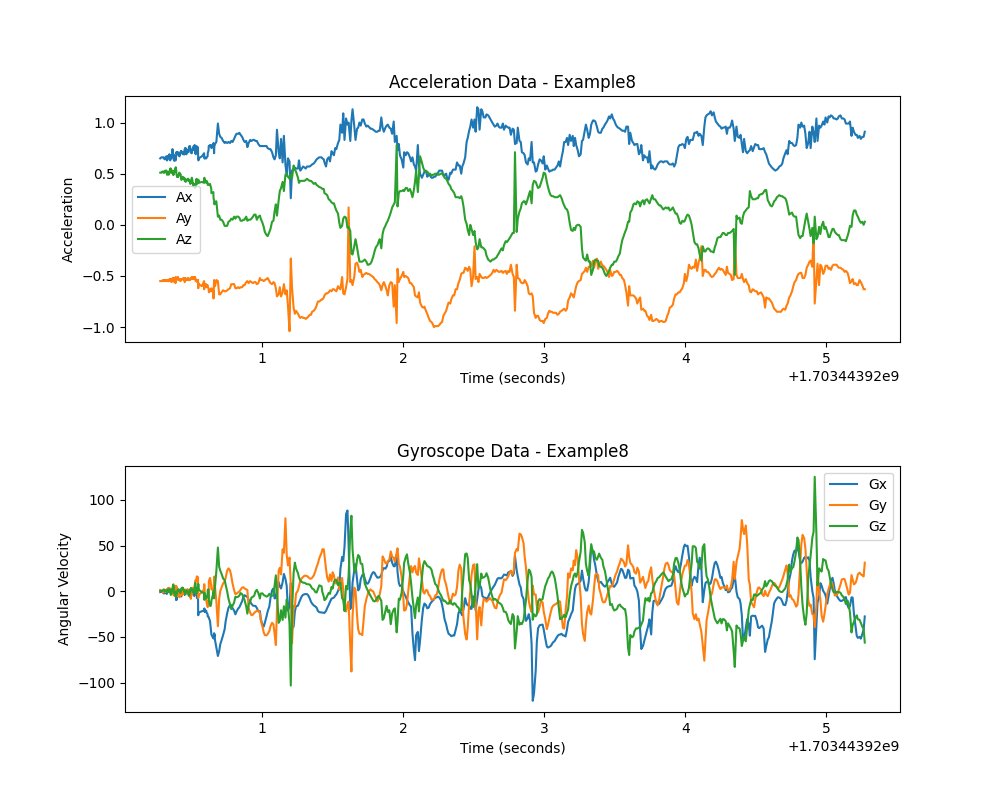 Acceleration Data - Example8
Acceleration
1.0
0.5
0.0
−0.5
−1.0
Ax
Ay
Az
1 2 3 4 5
Time (seconds)
+1.70344392e9
Gyroscope Data - Example8
Angular Velocity
100
50
0
−50
−100
Gx
Gy
Gz
1 2 3 4 5
Time (seconds)
+1.70344392e9